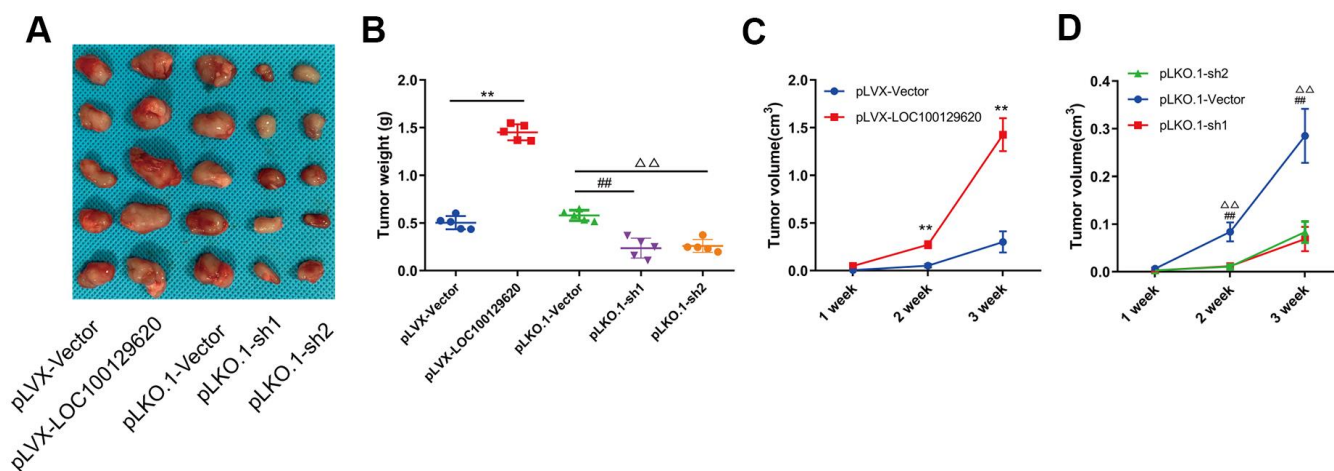 A
pLVX-Vector
pLVX-LOC100129620
pLKO.1-Vector
pLKO.1-sh1
pLKO.1-sh2
B
Tumor weight (g)
2.0
1.5
1.0
0.5
0.0
**
##
△△
pLVX-Vector
pLVX-LOC100129620
pLKO.1-Vector
pLKO.1-sh1
pLKO.1-sh2
C
Tumor volume(cm³)
2.0
1.5
1.0
0.5
0.0
pLVX-Vector
pLVX-LOC100129620
**
**
1 week
2 week
3 week
D
Tumor volume(cm³)
0.4
0.3
0.2
0.1
0.0
pLKO.1-sh2
pLKO.1-Vector
pLKO.1-sh1
△△
##
△△
##
1 week
2 week
3 week